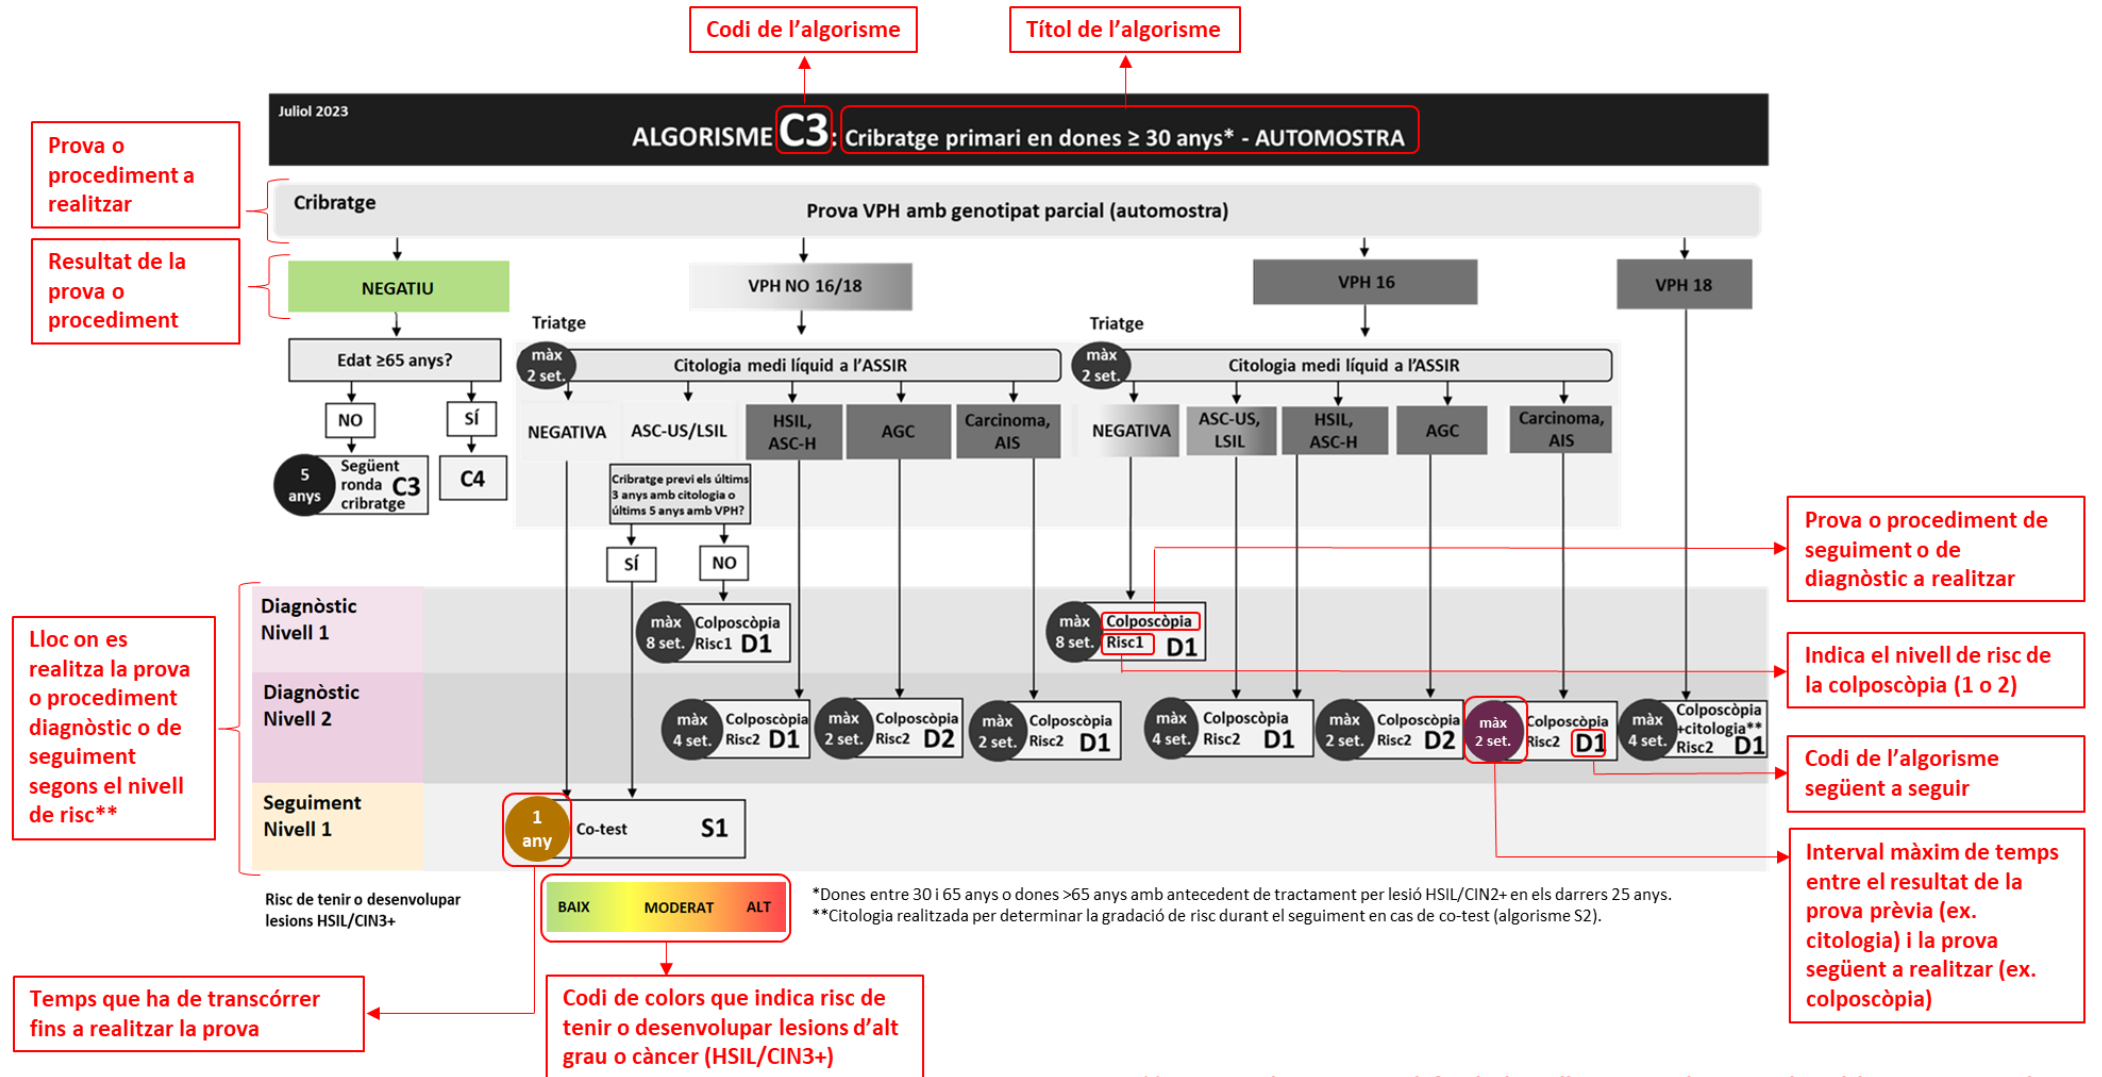 Codi de l’algorisme
Títol de l’algorisme
Juliol 2023
ALGORISME C3: Cribratge primari en dones ≥ 30 anys* - AUTOMOSTRA
Prova o
procediment a
realitzar
Cribratge
Prova VPH amb genotipat parcial (automostra)
Resultat de la
prova o
procediment
NEGATIU
VPH NO 16/18
VPH 16
VPH 18
Edat ≥65 anys?
NO
SÍ
5
anys
Següent
ronda
cribratge
C3
C4
Triatge
màx
2 set.
Citologia medi líquid a l’ASSIR
NEGATIVA
ASC-US/LSIL
HSIL,
ASC-H
AGC
Carcinoma,
AIS
Cribratge previ els últims
3 anys amb citologia o
últims 5 anys amb VPH?
SÍ
NO
Triatge
màx
2 set.
Citologia medi líquid a l’ASSIR
NEGATIVA
ASC-US,
LSIL
HSIL,
ASC-H
AGC
Carcinoma,
AIS
Prova o procediment de
seguiment o de
diagnòstic a realitzar
Lloc on es
realitza la prova
o procediment
diagnòstic o de
seguiment
segons el nivell
de risc**
Diagnòstic
Nivell 1
màx
8 set.
Colposcòpia
Risc1 D1
màx
8 set.
Colposcòpia
Risc1 D1
Indica el nivell de risc de
la colposcòpia (1 o 2)
Diagnòstic
Nivell 2
màx
4 set.
Colposcòpia
Risc2 D1
màx
2 set.
Colposcòpia
Risc2 D2
màx
2 set.
Colposcòpia
Risc2 D1
màx
4 set.
Colposcòpia
Risc2 D1
màx
2 set.
Colposcòpia
Risc2 D2
màx
2 set.
Colposcòpia
Risc2 D1
màx
4 set.
Colposcòpia
+citologia**
Risc2 D1
Codi de l’algorisme
següent a seguir
Seguiment
Nivell 1
1
any
Co-test S1
Interval màxim de temps
entre el resultat de la
prova prèvia (ex.
citologia) i la prova
següent a realitzar (ex.
colposcòpia)
Risc de tenir o desenvolupar
lesions HSIL/CIN3+
BAIX MODERAT ALT
*Dones entre 30 i 65 anys o dones >65 anys amb antecedent de tractament per lesió HSIL/CIN2+ en els darrers 25 anys.
**Citologia realitzada per determinar la gradació de risc durant el seguiment en cas de co-test (algorisme S2).
Temps que ha de transcórrer
fins a realitzar la prova
Codi de colors que indica risc de
tenir o desenvolupar lesions d’alt
grau o càncer (HSIL/CIN3+)